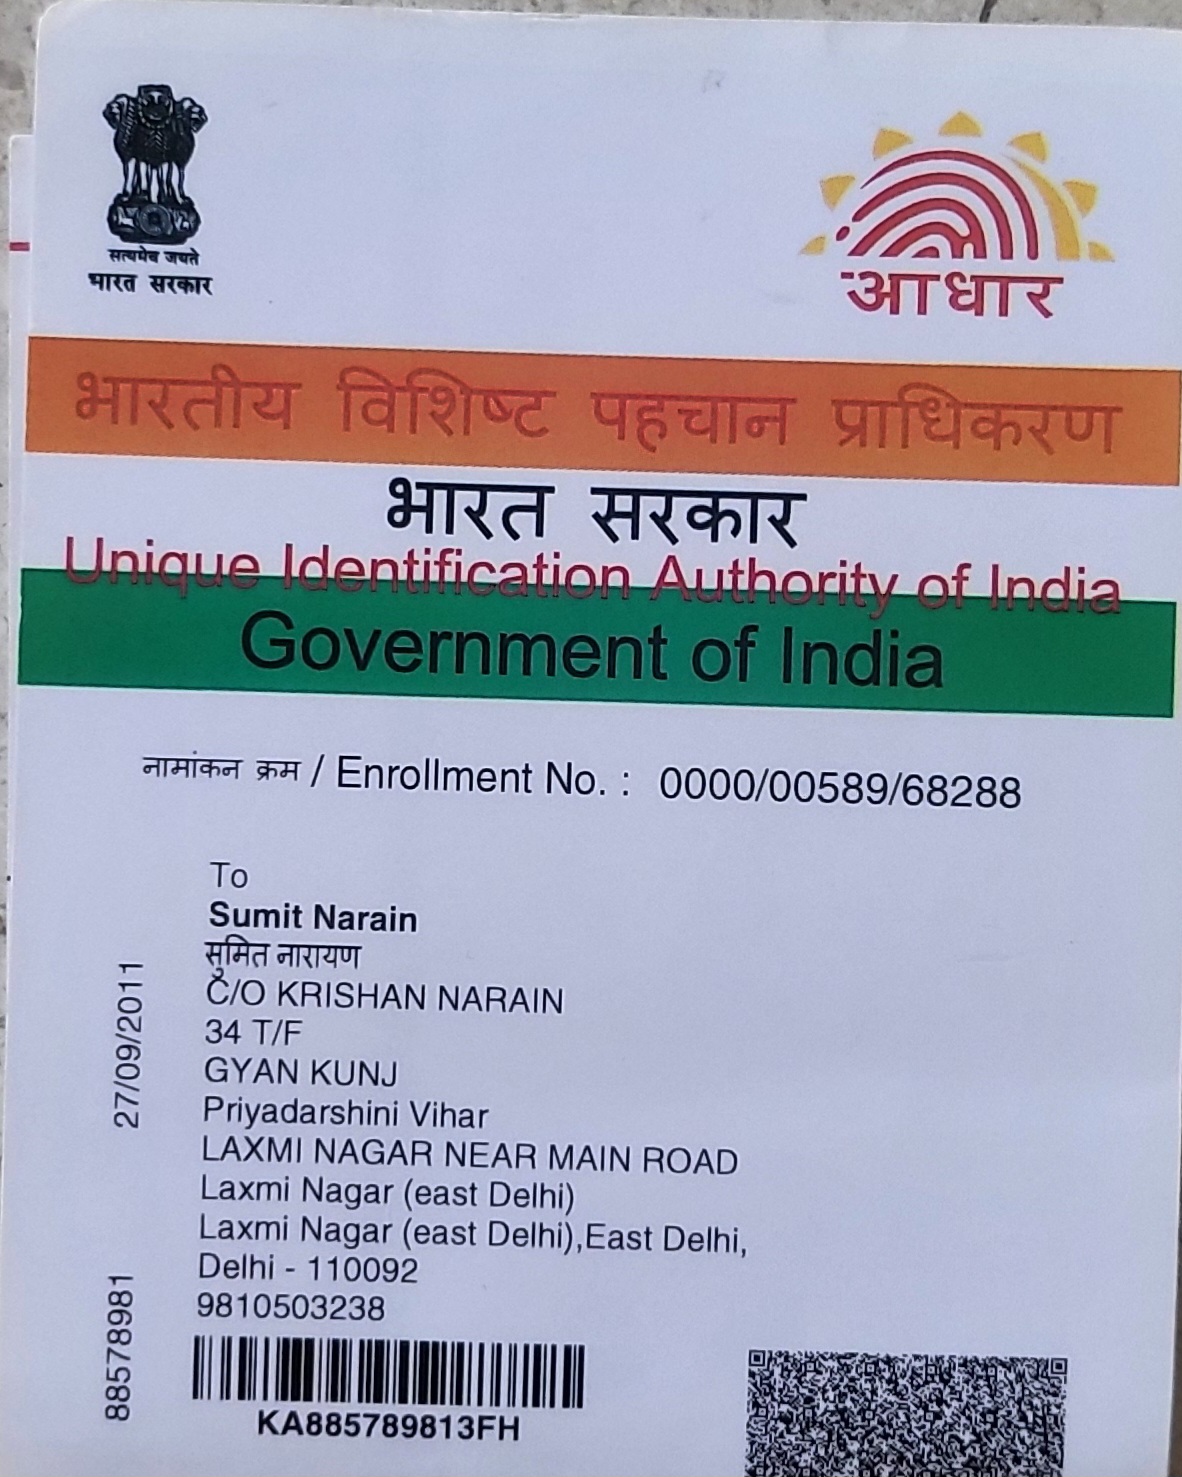 सत्यमेव जयते
भारत सरकार
आधार
भारतीय विशिष्ट पहचान प्राधिकरण
भारत सरकार
Unique Identification Authority of India
Government of India
नामांकन क्रम / Enrollment No. : 0000/00589/68288
To
Sumit Narain
सुमित नारायण
C/O KRISHAN NARAIN
34 T/F
GYAN KUNJ
Priyadarshini Vihar
LAXMI NAGAR NEAR MAIN ROAD
Laxmi Nagar (east Delhi)
Laxmi Nagar (east Delhi),East Delhi,
Delhi - 110092
9810503238
KA885789813FH
27/09/2011
88578981